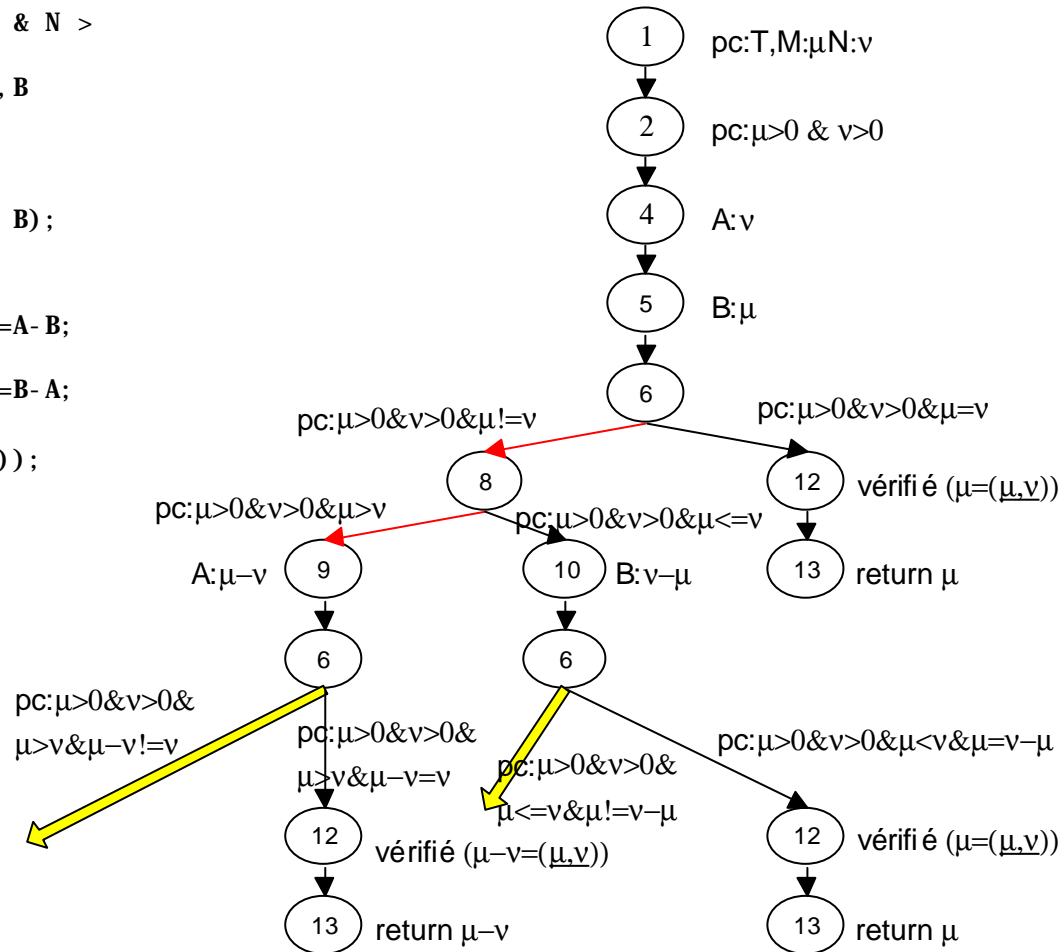 & N >
, B
B);
=A-B;
=B-A;
));
1 pc:T,M:μN:ν
2 pc:μ>0 & ν>0
4 A:ν
5 B:μ
6
pc:μ>0&ν>0&μ!=ν
pc:μ>0&ν>0&μ=ν
8
12 vérifié (μ=(μ,ν))
pc:μ>0&ν>0&μ>ν
pc:μ>0&ν>0&μ<=ν
A:μ−ν 9
10 B:ν−μ
13 return μ
6
6
pc:μ>0&ν>0&
μ>ν&μ−ν!=ν
pc:μ>0&ν>0&
μ>ν&μ−ν=ν
pc:μ>0&ν>0&
μ<=ν&μ!=ν−μ
pc:μ>0&ν>0&μ<ν&μ=ν−μ
12 vérifié (μ−ν=(μ,ν))
12 vérifié (μ=(μ,ν))
13 return μ−ν
13 return μ